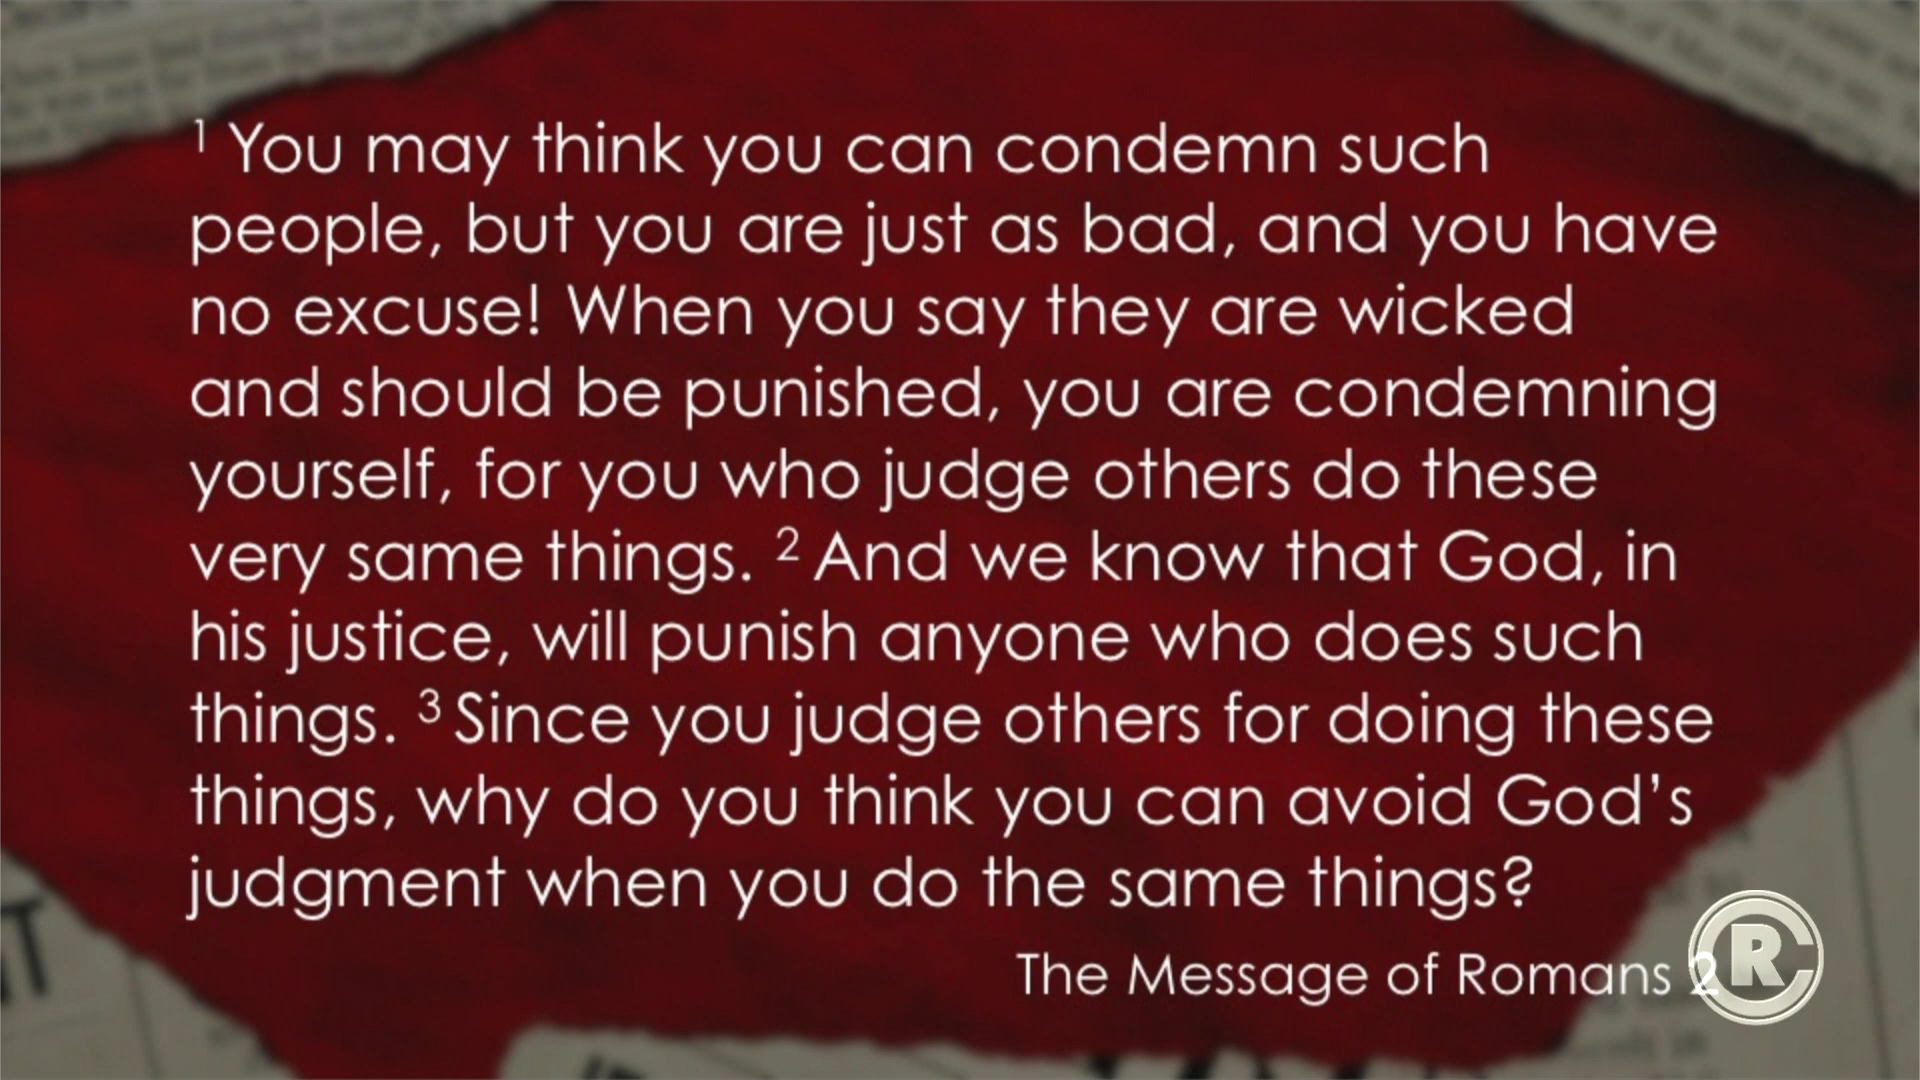 1 You may think you can condemn such
people, but you are just as bad, and you have
no excuse! When you say they are wicked
and should be punished, you are condemning
yourself, for you who judge others do these
very same things. 2 And we know that God, in
his justice, will punish anyone who does such
things. 3 Since you judge others for doing these
things, why do you think you can avoid God’s
judgment when you do the same things?
The Message of Romans 2
CR